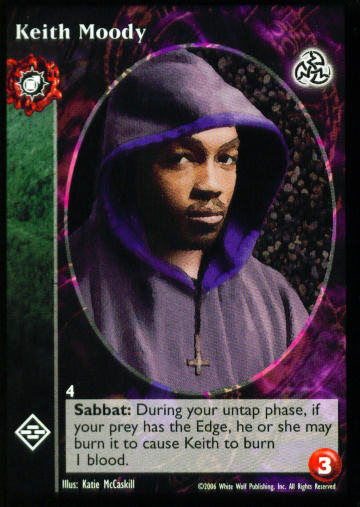 Keith Moody
4
Sabbat: During your untap phase, if
your prey has the Edge, he or she may
burn it to cause Keith to burn
1 blood.
3
Illus: Katie McCaskill
©2006 White Wolf Publishing, Inc. All Rights Reserved